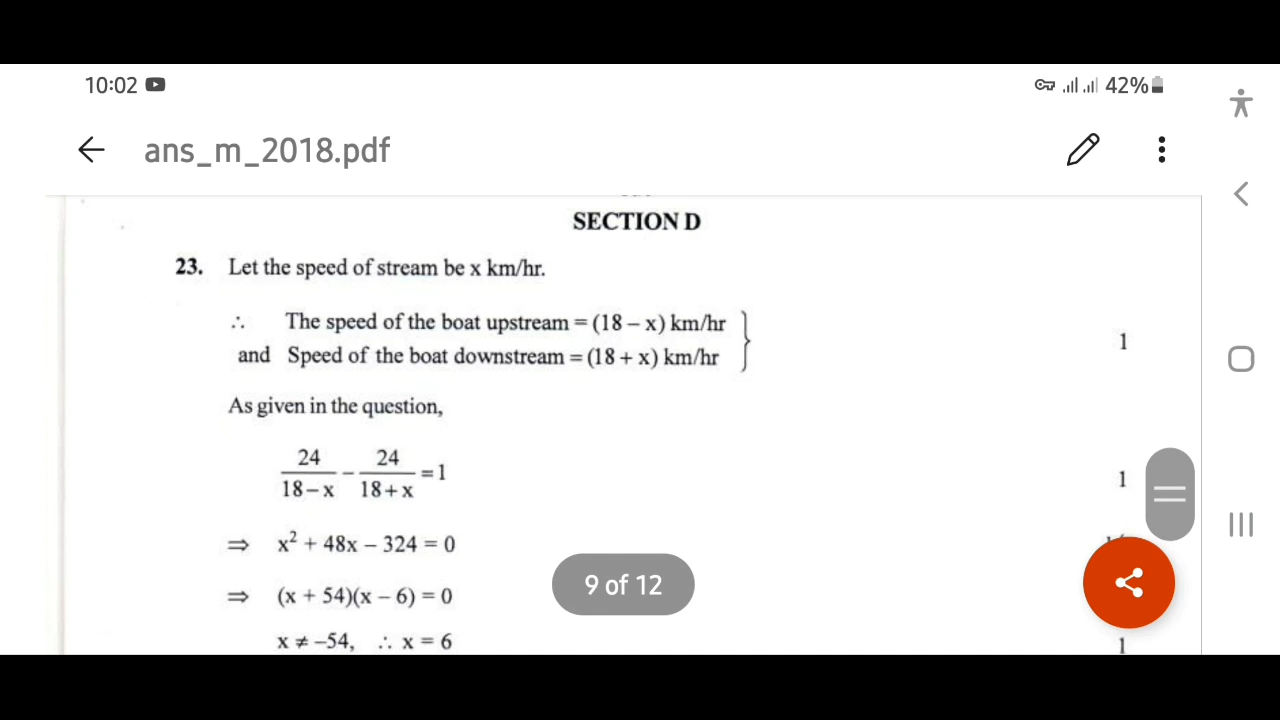 10:02
42%
ans_m_2018.pdf
SECTION D
23. Let the speed of stream be x km/hr.
∴ The speed of the boat upstream = (18 – x) km/hr
and Speed of the boat downstream = (18 + x) km/hr
1
As given in the question,
24/(18 – x) – 24/(18 + x) = 1
1
⇒ x² + 48x – 324 = 0
⇒ (x + 54)(x – 6) = 0
9 of 12
x ≠ –54, ∴ x = 6
1